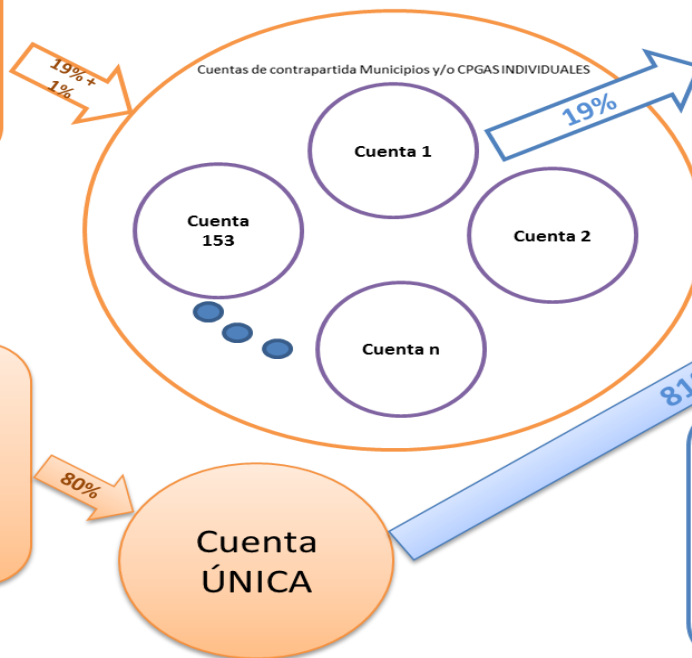 19%+
1%
Cuentas de contrapartida Municipios y/o CPGAS INDIVIDUALES
19%
Cuenta 1
Cuenta
153
Cuenta 2
Cuenta n
80%
Cuenta
ÚNICA